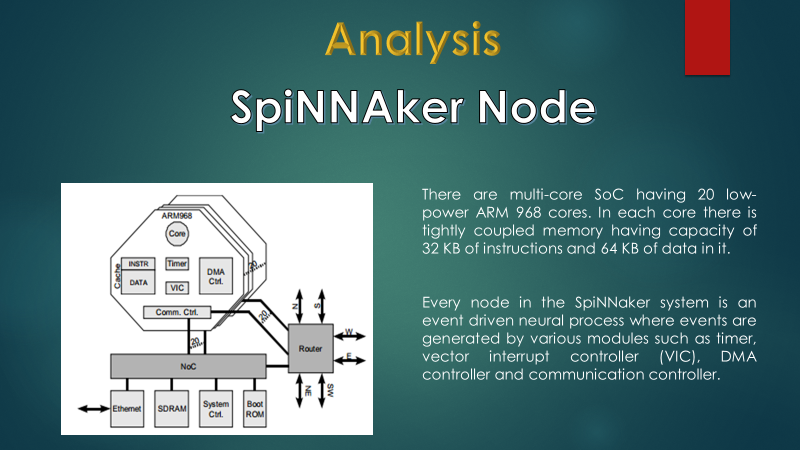 Analysis
SpiNNAker Node
There are multi-core SoC having 20 low-
power ARM 968 cores. In each core there is
tightly coupled memory having capacity of
32 KB of instructions and 64 KB of data in it.
Every node in the SpiNNaker system is an
event driven neural process where events are
generated by various modules such as timer,
vector interrupt controller (VIC), DMA
controller and communication controller.
ARM968
Core
Cache
INSTR
DATA
Timer
VIC
DMA
Ctrl.
20
Comm. Ctrl.
20
20
N
S
W
E
Router
NE
SW
NoC
Ethernet
SDRAM
System
Ctrl.
Boot
ROM